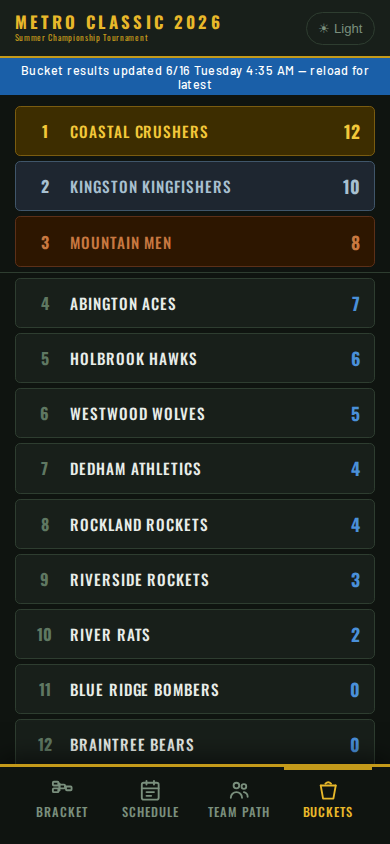 METRO CLASSIC 2026
Summer Championship Tournament
☀ Light
Bucket results updated 6/16 Tuesday 4:35 AM — reload for
latest
1 COASTAL CRUSHERS 12
2 KINGSTON KINGFISHERS 10
3 MOUNTAIN MEN 8
4 ABINGTON ACES 7
5 HOLBROOK HAWKS 6
6 WESTWOOD WOLVES 5
7 DEDHAM ATHLETICS 4
8 ROCKLAND ROCKETS 4
9 RIVERSIDE ROCKETS 3
10 RIVER RATS 2
11 BLUE RIDGE BOMBERS 0
12 BRAINTREE BEARS 0
BRACKET SCHEDULE TEAM PATH BUCKETS